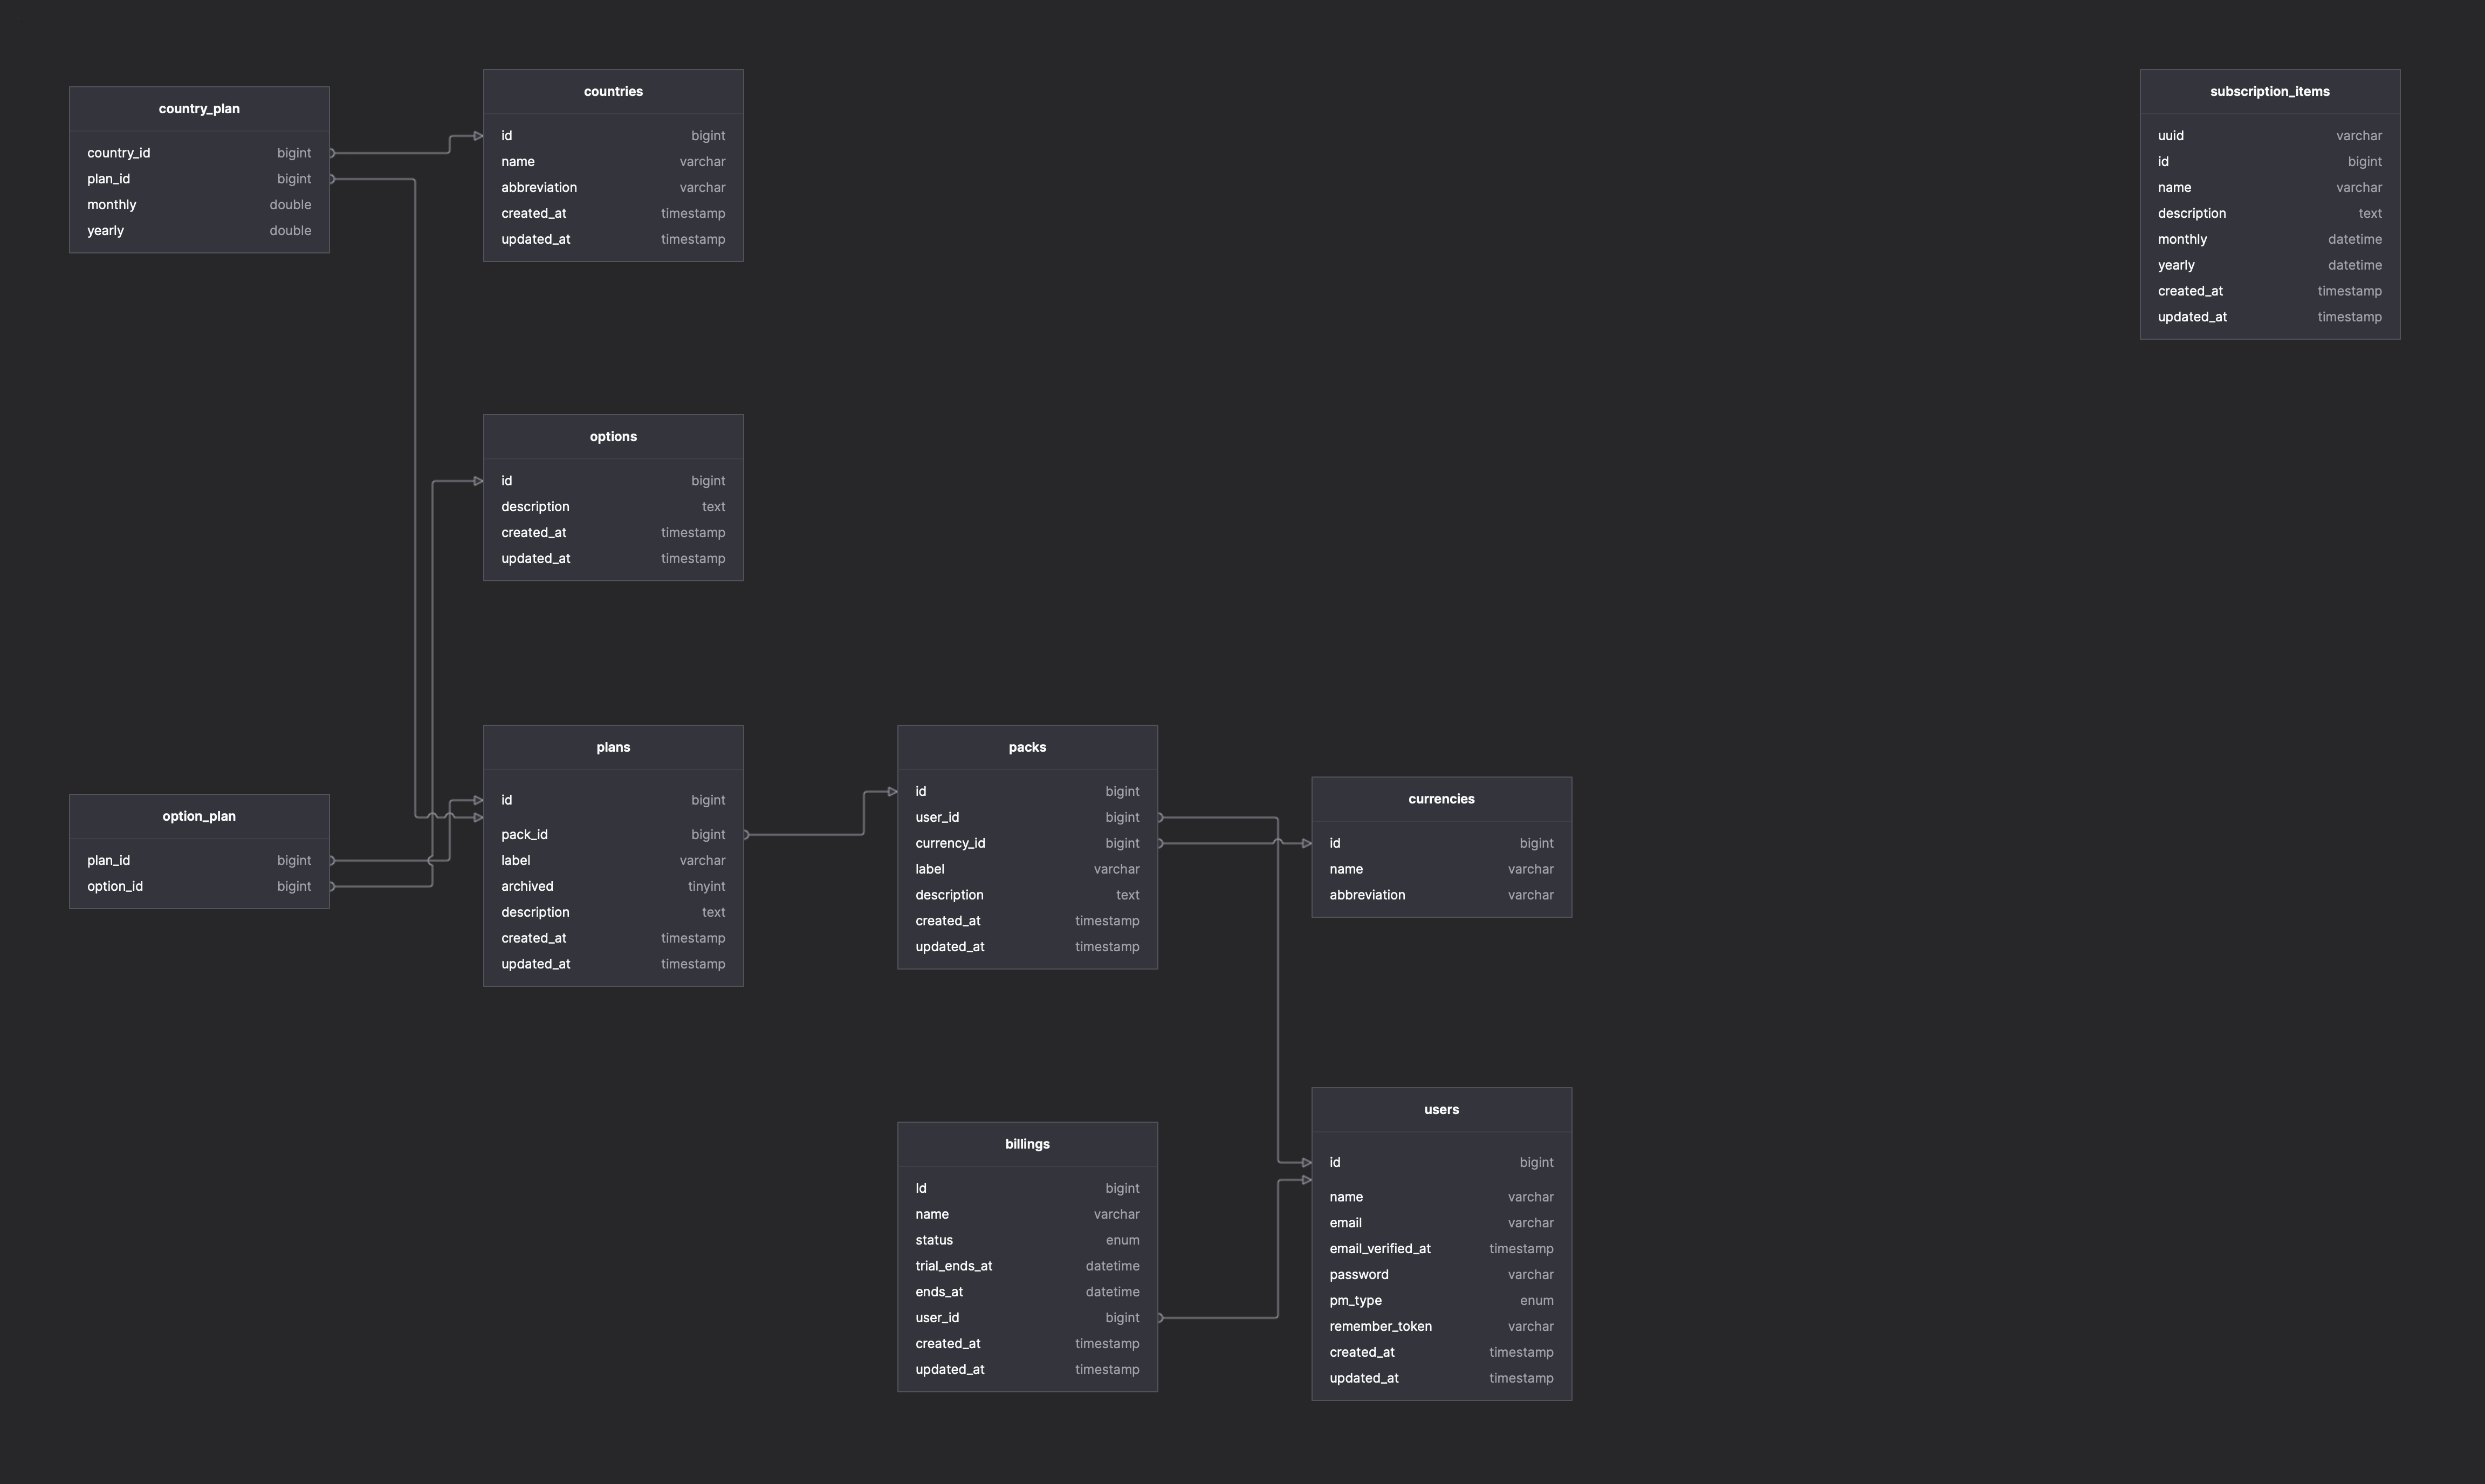 country_plan
country_id bigint
plan_id bigint
monthly double
yearly double
countries
id bigint
name varchar
abbreviation varchar
created_at timestamp
updated_at timestamp
subscription_items
uuid varchar
id bigint
name varchar
description text
monthly datetime
yearly datetime
created_at timestamp
updated_at timestamp
options
id bigint
description text
created_at timestamp
updated_at timestamp
option_plan
plan_id bigint
option_id bigint
plans
id bigint
pack_id bigint
label varchar
archived tinyint
description text
created_at timestamp
updated_at timestamp
packs
id bigint
user_id bigint
currency_id bigint
label varchar
description text
created_at timestamp
updated_at timestamp
currencies
id bigint
name varchar
abbreviation varchar
billings
Id bigint
name varchar
status enum
trial_ends_at datetime
ends_at datetime
user_id bigint
created_at timestamp
updated_at timestamp
users
id bigint
name varchar
email varchar
email_verified_at timestamp
password varchar
pm_type enum
remember_token varchar
created_at timestamp
updated_at timestamp